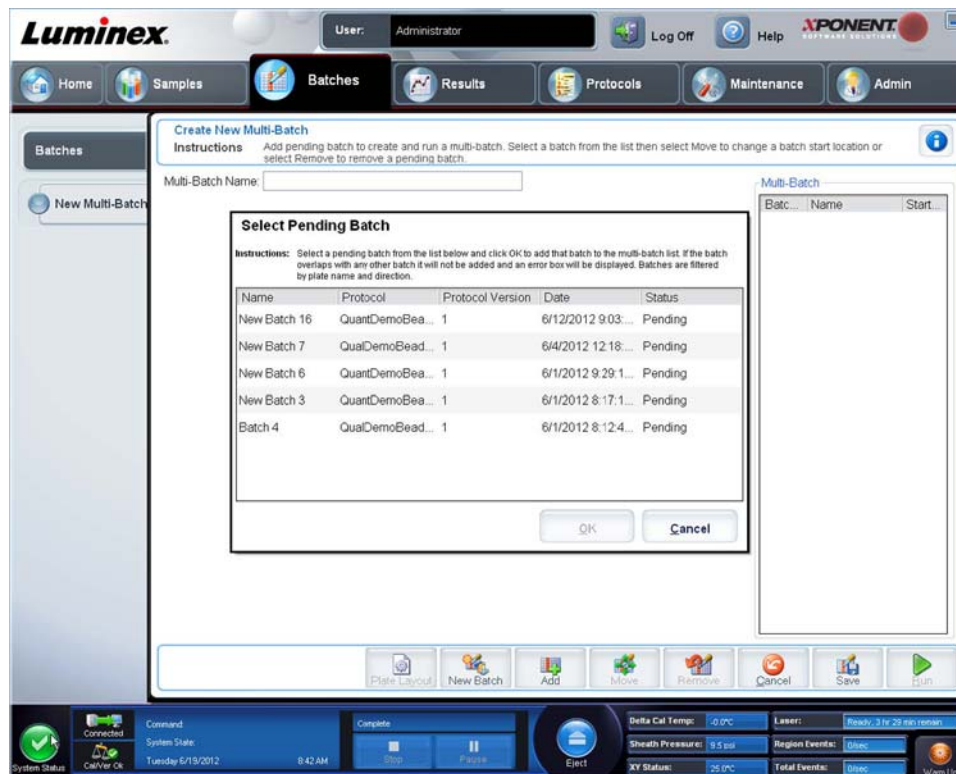 Luminex.
User: Administrator
Log Off
Help
XPONENT.
SOFTWARE SOLUTIONS
Home
Samples
Batches
Results
Protocols
Maintenance
Admin
Batches
New Multi-Batch
Create New Multi-Batch
Instructions Add pending batch to create and run a multi-batch. Select a batch from the list then select Move to change a batch start location or
select Remove to remove a pending batch.
Multi-Batch Name:
Multi-Batch
Batc... Name Start...
Select Pending Batch
Instructions: Select a pending batch from the list below and click OK to add that batch to the multi-batch list. If the batch
overlaps with any other batch it will not be added and an error box will be displayed. Batches are filtered
by plate name and direction.
Name Protocol Protocol Version Date Status
New Batch 16 QuantDemoBea... 1 6/12/2012 9:03:... Pending
New Batch 7 QualDemoBead... 1 6/4/2012 12:18:... Pending
New Batch 6 QuantDemoBea... 1 6/1/2012 9:29:1... Pending
New Batch 3 QuantDemoBea... 1 6/1/2012 8:17:1... Pending
Batch 4 QualDemoBead... 1 6/1/2012 8:12:4... Pending
OK
Cancel
Plate Layout
New Batch
Add
Move
Remove
Cancel
Save
Run
System Status
Connected
Cal/Ver Ok
Command:
System State:
Tuesday 6/19/2012 8:42 AM
Complete
Stop
Pause
Eject
Delta Cal Temp: -0.0°C
Sheath Pressure: 9.5 psi
XY Status: 25.0°C
Laser: Ready, 3 hr 29 min remain
Region Events: 0/sec
Total Events: 0/sec